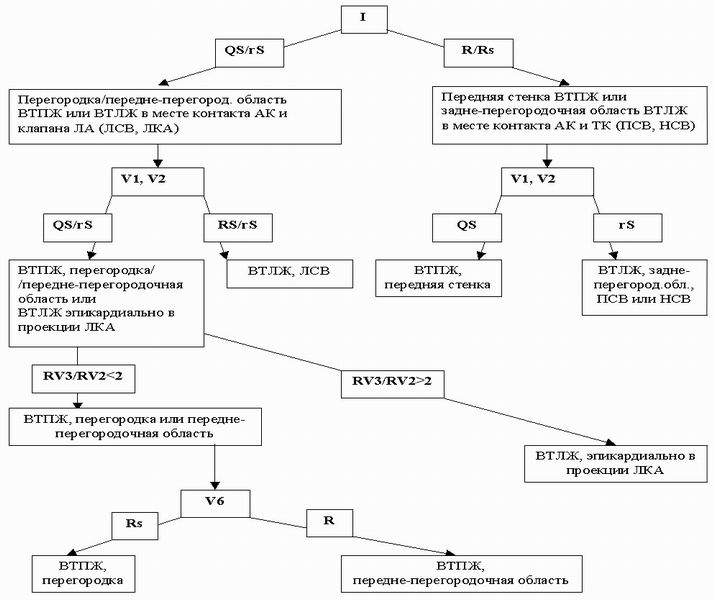 I
QS/rS
R/Rs
Перегородка/передне-перегород. область
ВТПЖ или ВТЛЖ в месте контакта АК и
клапана ЛА (ЛСВ, ЛКА)
Передняя стенка ВТПЖ или
задне-перегородочная область ВТЛЖ
в месте контакта АК и ТК (ПСВ, НСВ)
V1, V2
V1, V2
QS/rS
RS/rS
QS
rS
ВТПЖ, перегородка/
/передне-перегородочная
область или
ВТЛЖ эпикардиально в
проекции ЛКА
ВТЛЖ, ЛСВ
ВТПЖ,
передняя стенка
ВТЛЖ, задне-
перегород.обл.,
ПСВ или НСВ
RV3/RV2<2
RV3/RV2>2
ВТПЖ, перегородка или передне-
перегородочная область
ВТЛЖ, эпикардиально в
проекции ЛКА
V6
Rs
R
ВТПЖ,
перегородка
ВТПЖ,
передне-перегородочная область